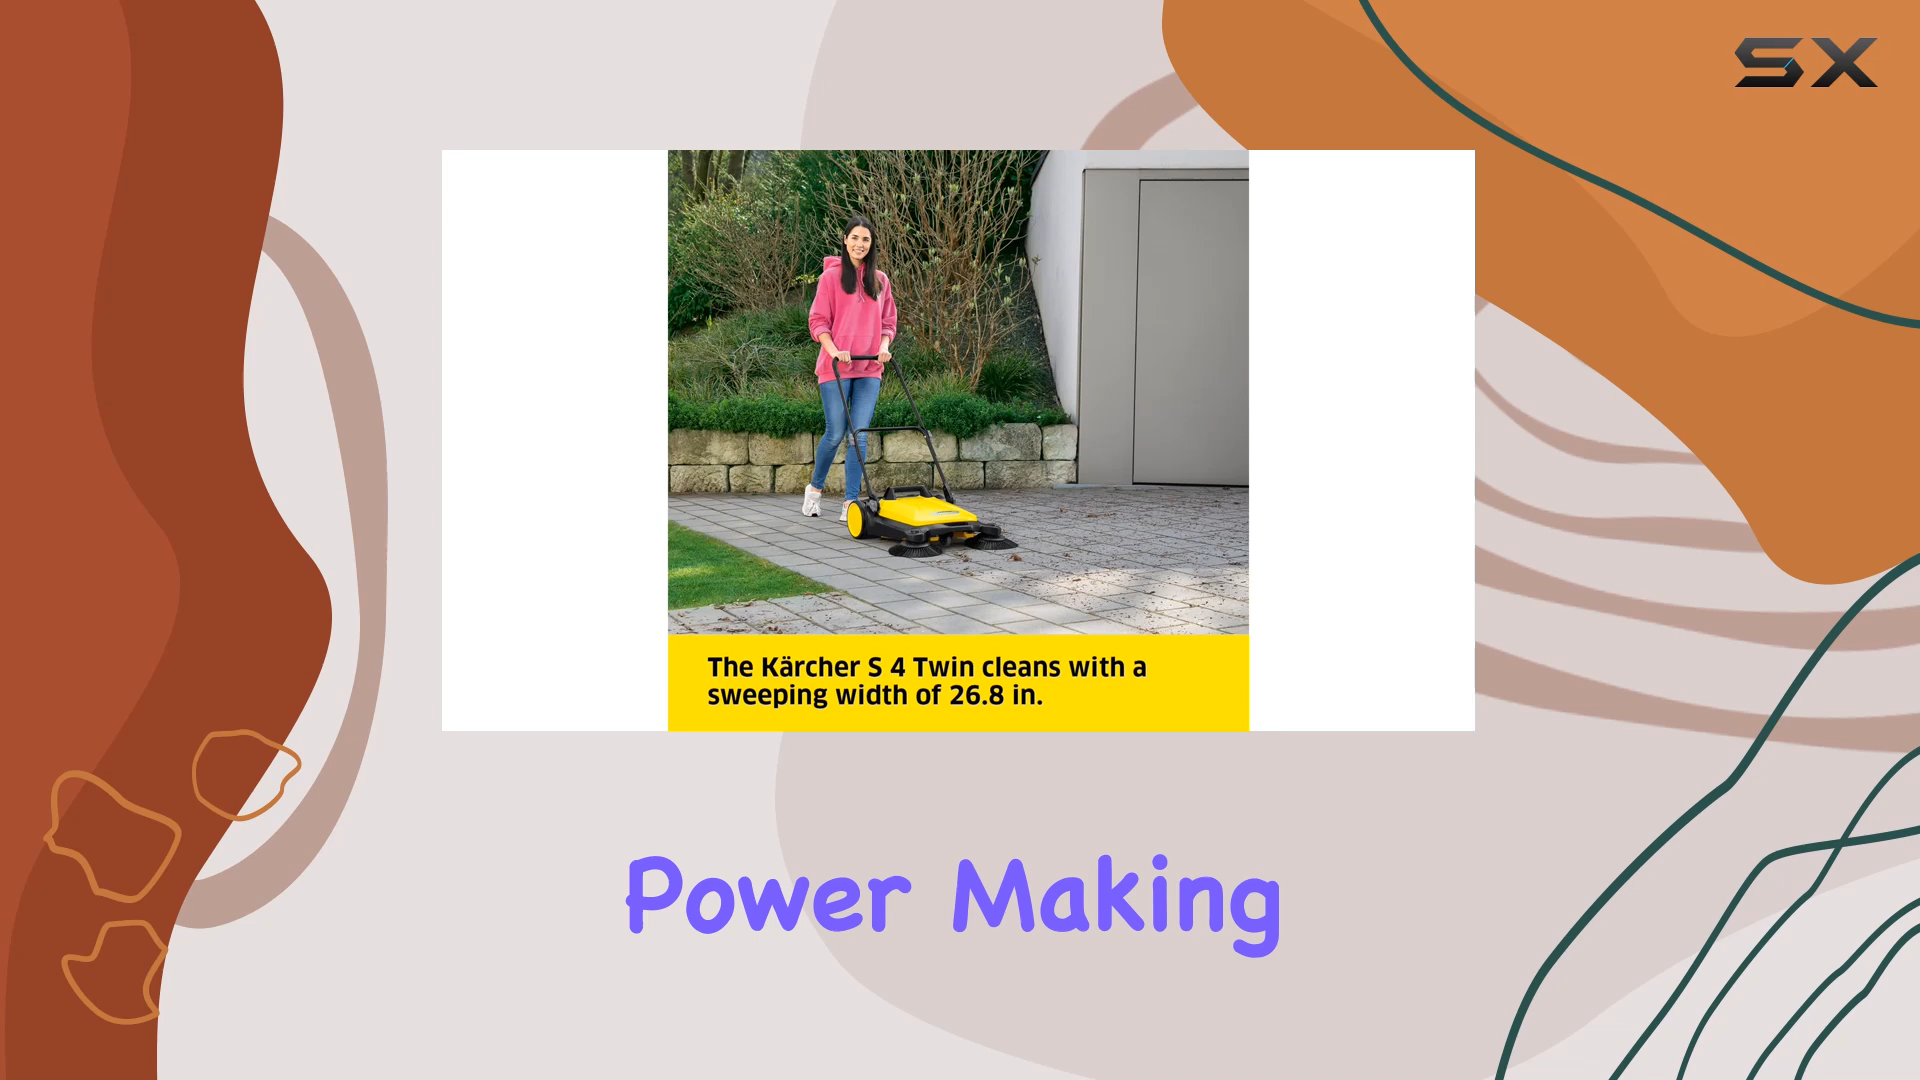 SX
The Kärcher S 4 Twin cleans with a
sweeping width of 26.8 in.
Power Making